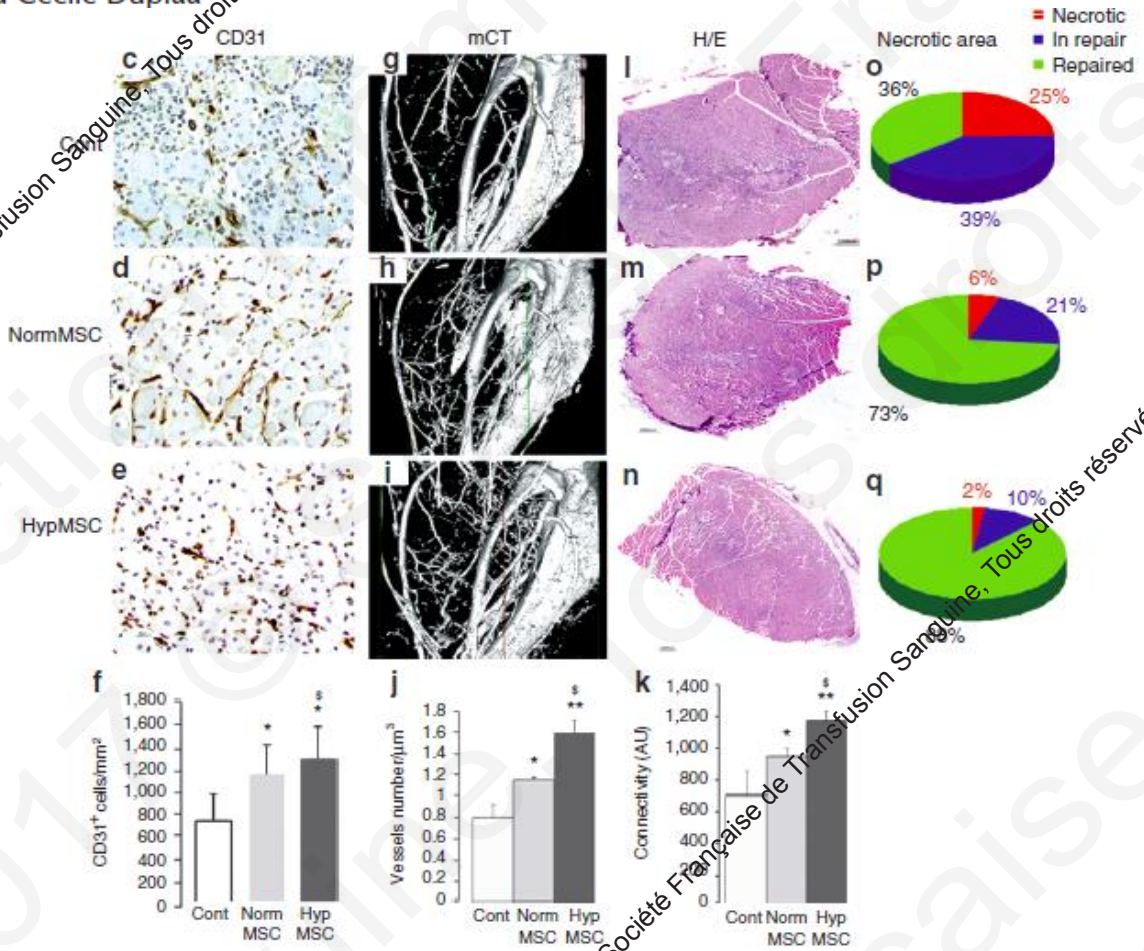 Cécile Duplàa
CD31
mCT
H/E
Necrotic area
Necrotic
In repair
Repaired
c
g
l
o
Cont
36%
25%
39%
d
h
m
p
NormMSC
6%
21%
73%
e
i
n
q
HypMSC
2%
10%
f
1,800
1,600
1,400
1,200
1,000
800
600
400
200
0
CD31+ cells/mm²
*
$
*
Cont
Norm
MSC
Hyp
MSC
j
1.8
1.6
1.4
1.2
1
0.8
0.6
0.4
0.2
0
Vessels number/µm³
*
$
**
Cont
Norm
MSC
Hyp
MSC
k
1,400
1,200
1,000
800
600
400
200
0
Connectivity (AU)
*
$
**
Cont
Norm
MSC
Hyp
MSC
Transfusion Sanguine, Tous droits
Société Française de Transfusion Sanguine, Tous droits réservés